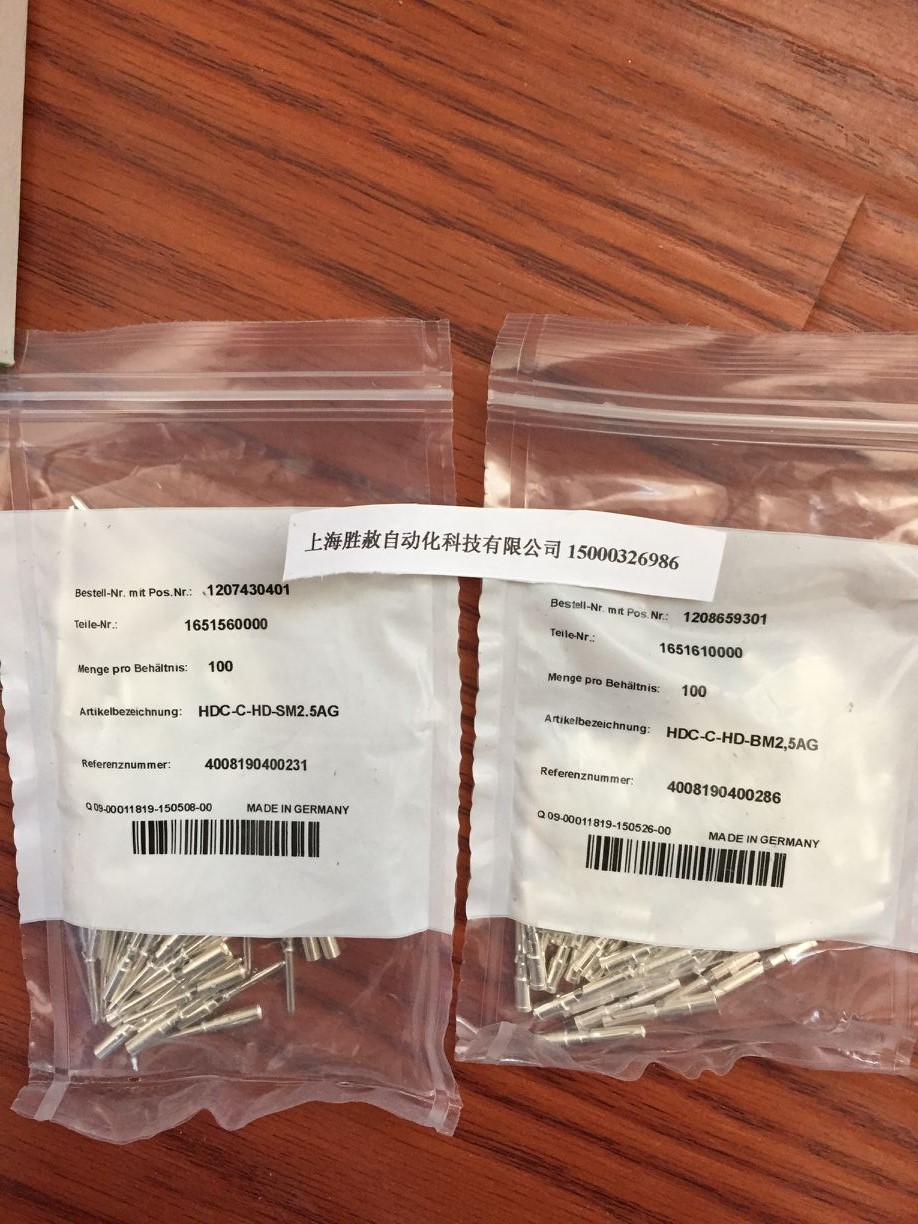 上海胜赦自动化科技有限公司 15000326986
Bestell-Nr. mit Pos.Nr.: 1207430401
Teile-Nr.: 1651560000
Menge pro Behältnis: 100
Artikelbezeichnung: HDC-C-HD-SM2.5AG
Referenznummer: 4008190400231
Q 09-00011819-150508-00 MADE IN GERMANY
Bestell-Nr. mit Pos.Nr.: 1208659301
Teile-Nr.: 1651610000
Menge pro Behältnis: 100
Artikelbezeichnung: HDC-C-HD-BM2,5AG
Referenznummer: 4008190400286
Q 09-00011819-150526-00 MADE IN GERMANY